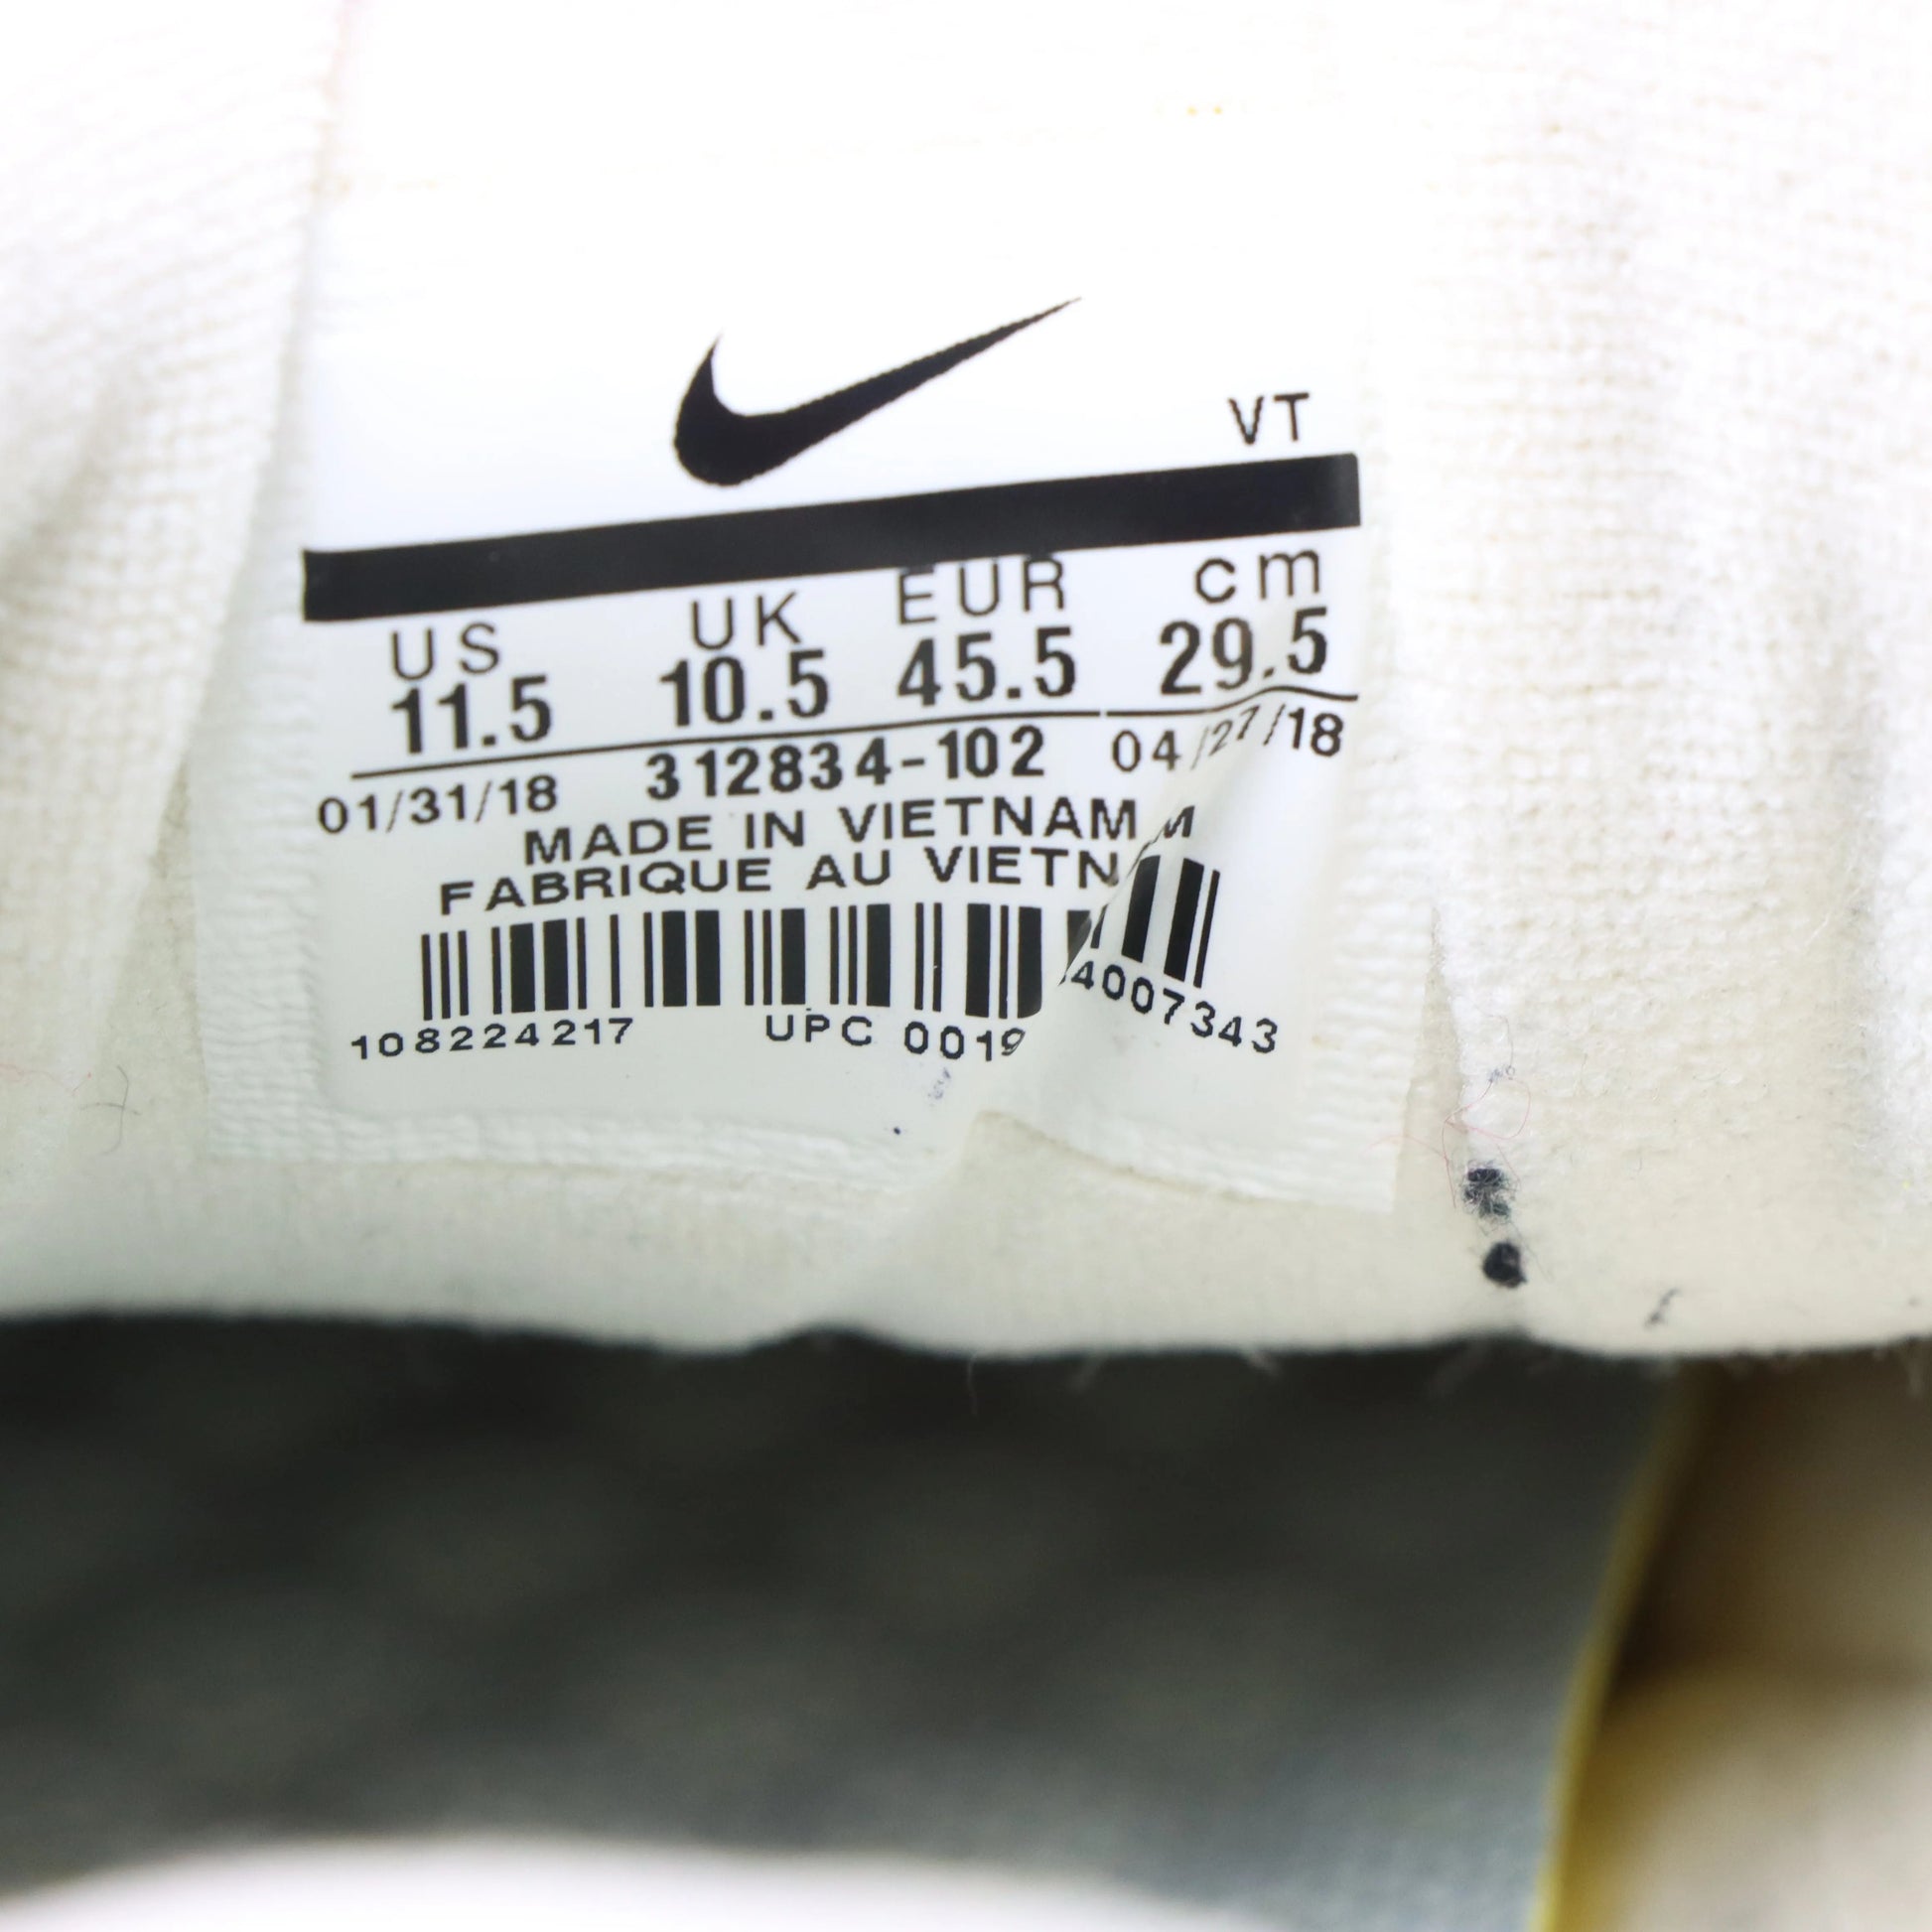 VT
US UK EUR cm
11.5 10.5 45.5 29.5
01/31/18 312834-102 04/27/18
MADE IN VIETNAM
FABRIQUE AU VIETN M
108224217 UPC 0019 4007343